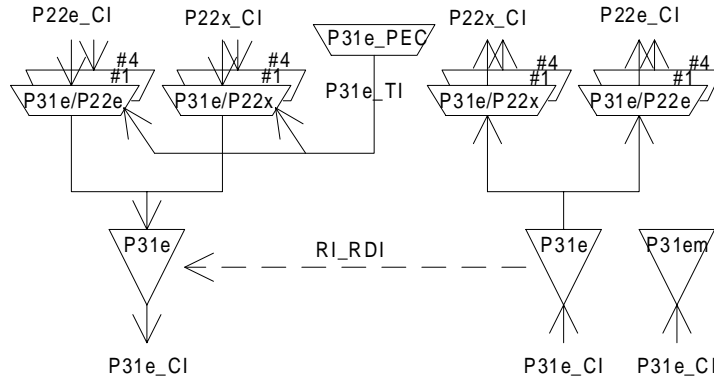 P22e_CI
P22x_CI
P31e_PEC
P22x_CI
P22e_CI
#4
#4
#4
#4
#1
#1
#1
#1
P31e/P22e
P31e/P22x
P31e_TI
P31e/P22x
P31e/P22e
P31e
RI_RDI
P31e
P31em
P31e_CI
P31e_CI
P31e_CI